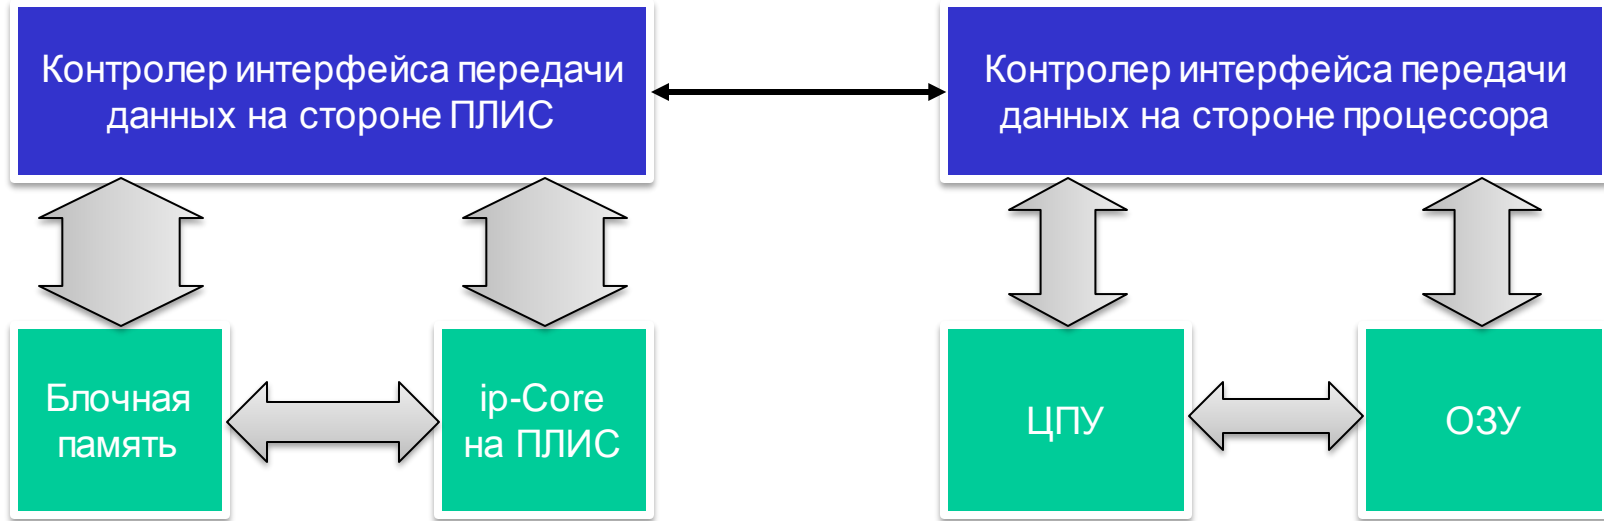 Контролер интерфейса передачи
данных на стороне ПЛИС
Контролер интерфейса передачи
данных на стороне процессора
Блочная
память
ip-Core
на ПЛИС
ЦПУ
ОЗУ